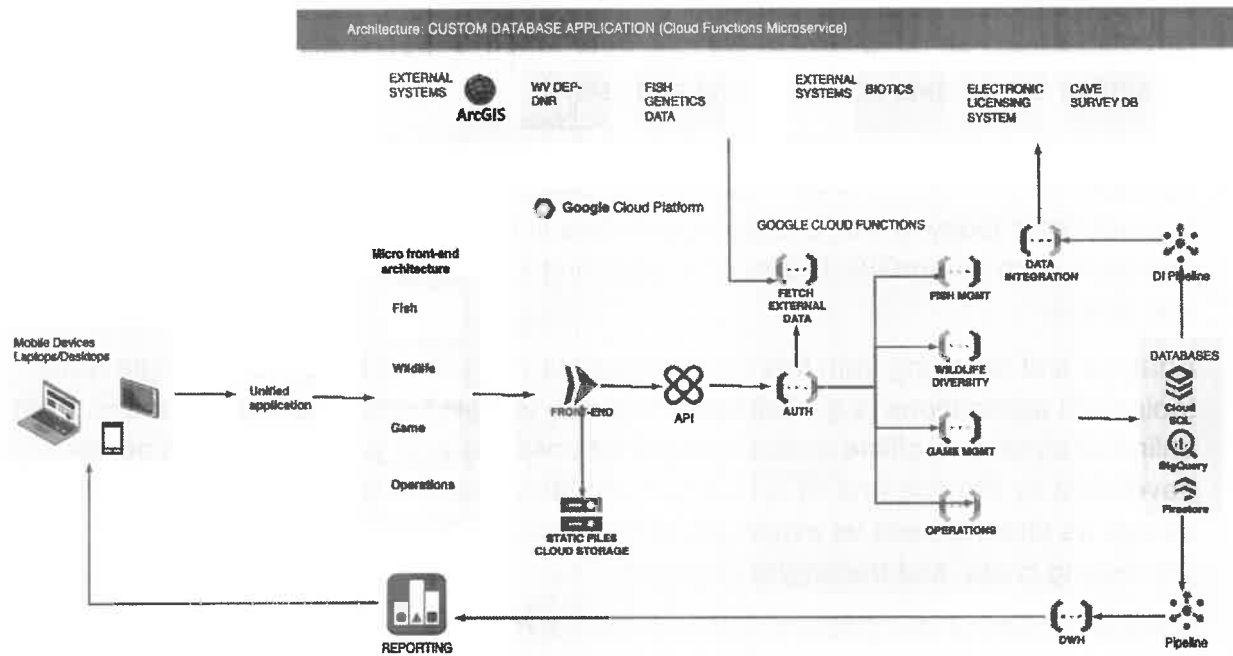 Architecture: CUSTOM DATABASE APPLICATION (Cloud Functions Microservice)
EXTERNAL
SYSTEMS
ArcGIS
WV DEP-
DNR
FISH
GENETICS
DATA
EXTERNAL
SYSTEMS
BIOTICS
ELECTRONIC
LICENSING
SYSTEM
CAVE
SURVEY DB
Google Cloud Platform
GOOGLE CLOUD FUNCTIONS
Micro front-end
architecture
Fish
Wildlife
Game
Operations
Mobile Devices
Laptops/Desktops
Unified
application
FRONT-END
API
AUTH
FETCH
EXTERNAL
DATA
FISH MGMT
WILDLIFE
DIVERSITY
GAME MGMT
OPERATIONS
DATA
INTEGRATION
DI Pipeline
DATABASES
Cloud
SQL
BigQuery
Firestore
STATIC FILES
CLOUD STORAGE
REPORTING
DWH
Pipeline